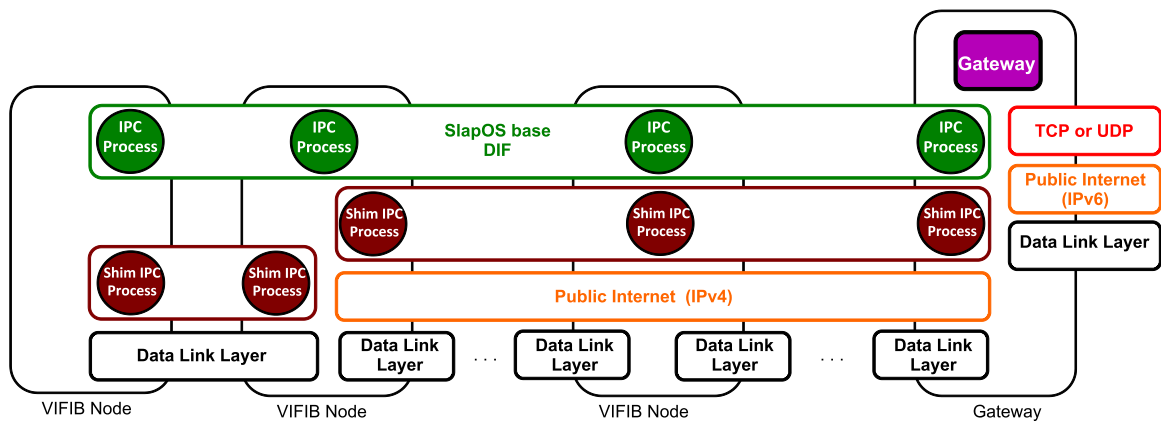 Gateway
IPC
Process
IPC
Process
SlapOS base
DIF
IPC
Process
IPC
Process
TCP or UDP
Public Internet
(IPv6)
Shim IPC
Process
Shim IPC
Process
Shim IPC
Process
Data Link Layer
Shim IPC
Process
Shim IPC
Process
Public Internet (IPv4)
Data Link Layer
Data Link
Layer
. . .
Data Link
Layer
Data Link
Layer
. . .
Data Link
Layer
VIFIB Node
VIFIB Node
VIFIB Node
Gateway